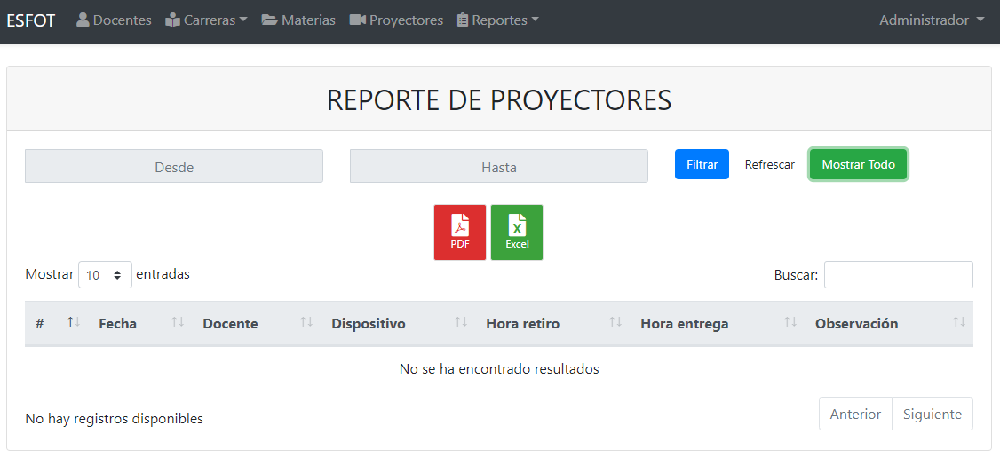 ESFOT Docentes Carreras Materias Proyectores Reportes Administrador
REPORTE DE PROYECTORES
Desde Hasta Filtrar Refrescar Mostrar Todo
PDF Excel
Mostrar 10 entradas Buscar:
# Fecha Docente Dispositivo Hora retiro Hora entrega Observación
No se ha encontrado resultados
No hay registros disponibles Anterior Siguiente